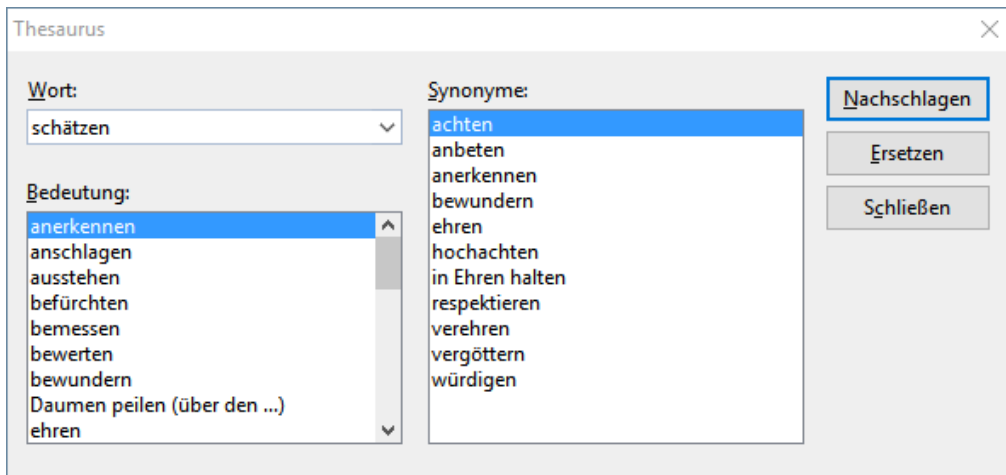 Thesaurus
Wort:
schätzen
Bedeutung:
anerkennen
anschlagen
ausstehen
befürchten
bemessen
bewerten
bewundern
Daumen peilen (über den ...)
ehren
Synonyme:
achten
anbeten
anerkennen
bewundern
ehren
hochachten
in Ehren halten
respektieren
verehren
vergöttern
würdigen
Nachschlagen
Ersetzen
Schließen